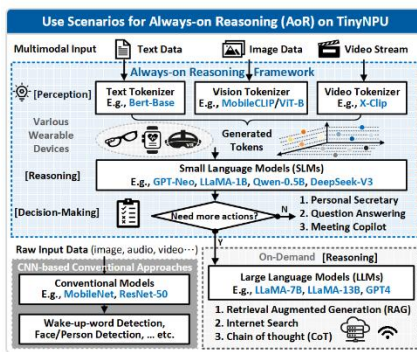 Use Scenarios for Always-on Reasoning (AoR) on TinyNPU
Multimodal Input
Text Data
Image Data
Video Stream
Always-on Reasoning Framework
[Perception]
Text Tokenizer
E.g., Bert-Base
Vision Tokenizer
E.g., MobileCLIP/ViT-B
Video Tokenizer
E.g., X-Clip
Various
Wearable
Devices
Generated
Tokens
[Reasoning]
Small Language Models (SLMs)
E.g., GPT-Neo, LLaMA-1B, Qwen-0.5B, DeepSeek-V3
[Decision-Making]
Need more actions?
N
Y
1. Personal Secretary
2. Question Answering
3. Meeting Copilot
Raw Input Data (image, audio, video···)
CNN-based Conventional Approaches
Conventional Models
E.g., MobileNet, ResNet-50
Wake-up-word Detection,
Face/Person Detection, ... etc.
On-Demand [Reasoning]
Large Language Models (LLMs)
E.g., LLaMA-7B, LLaMA-13B, GPT4
1. Retrieval Augmented Generation (RAG)
2. Internet Search
3. Chain of thought (CoT)